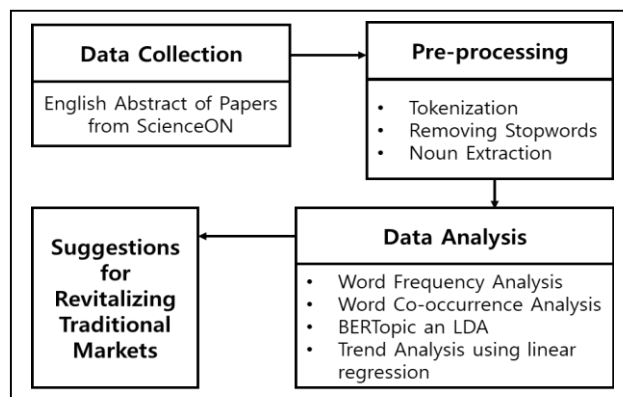 Data Collection
English Abstract of Papers
from ScienceON
Pre-processing
• Tokenization
• Removing Stopwords
• Noun Extraction
Data Analysis
• Word Frequency Analysis
• Word Co-occurrence Analysis
• BERTopic an LDA
• Trend Analysis using linear
regression
Suggestions
for
Revitalizing
Traditional
Markets